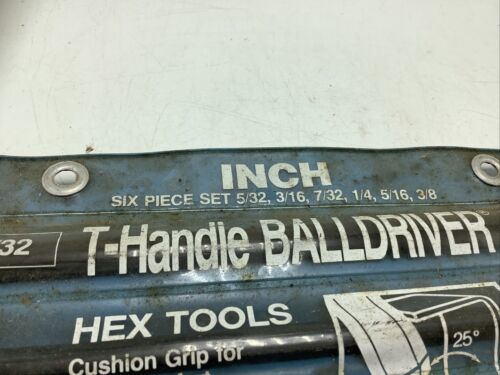 INCH
SIX PIECE SET 5/32, 3/16, 7/32, 1/4, 5/16, 3/8
32
T-Handle BALLDRIVER®
HEX TOOLS
25°
Cushion Grip for